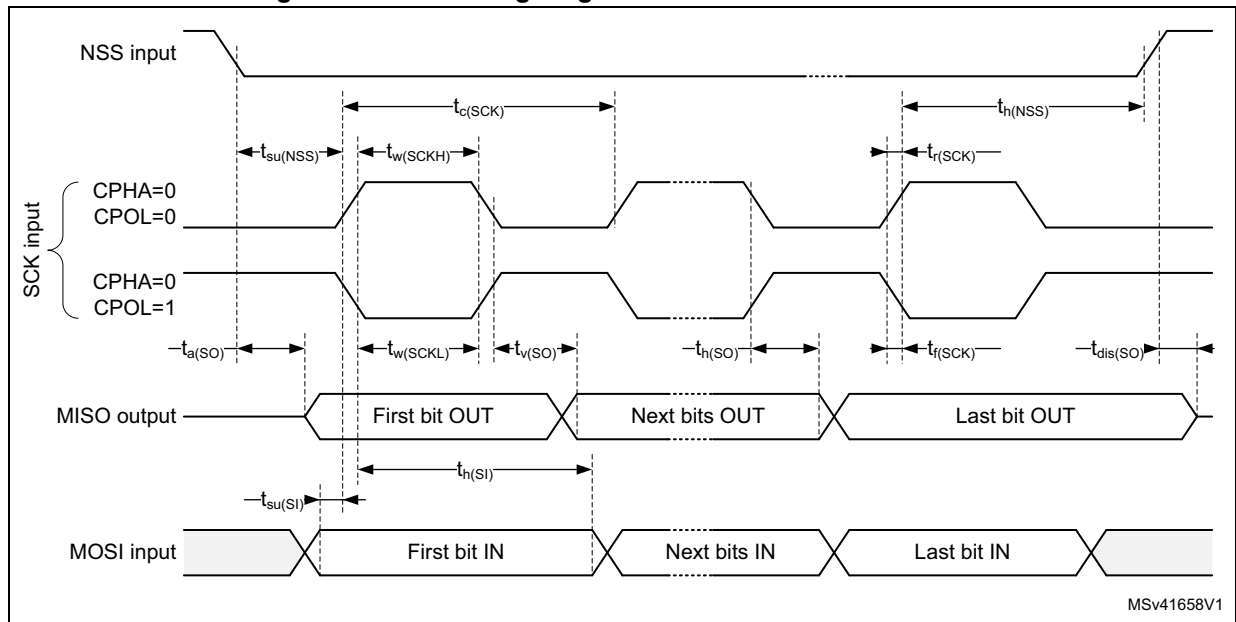 NSS input
tc(SCK)
th(NSS)
tsu(NSS)
tw(SCKH)
tr(SCK)
SCK input
CPHA=0
CPOL=0
CPHA=0
CPOL=1
ta(SO)
tw(SCKL)
tv(SO)
th(SO)
tf(SCK)
tdis(SO)
MISO output
First bit OUT
Next bits OUT
Last bit OUT
th(SI)
tsu(SI)
MOSI input
First bit IN
Next bits IN
Last bit IN
MSv41658V1